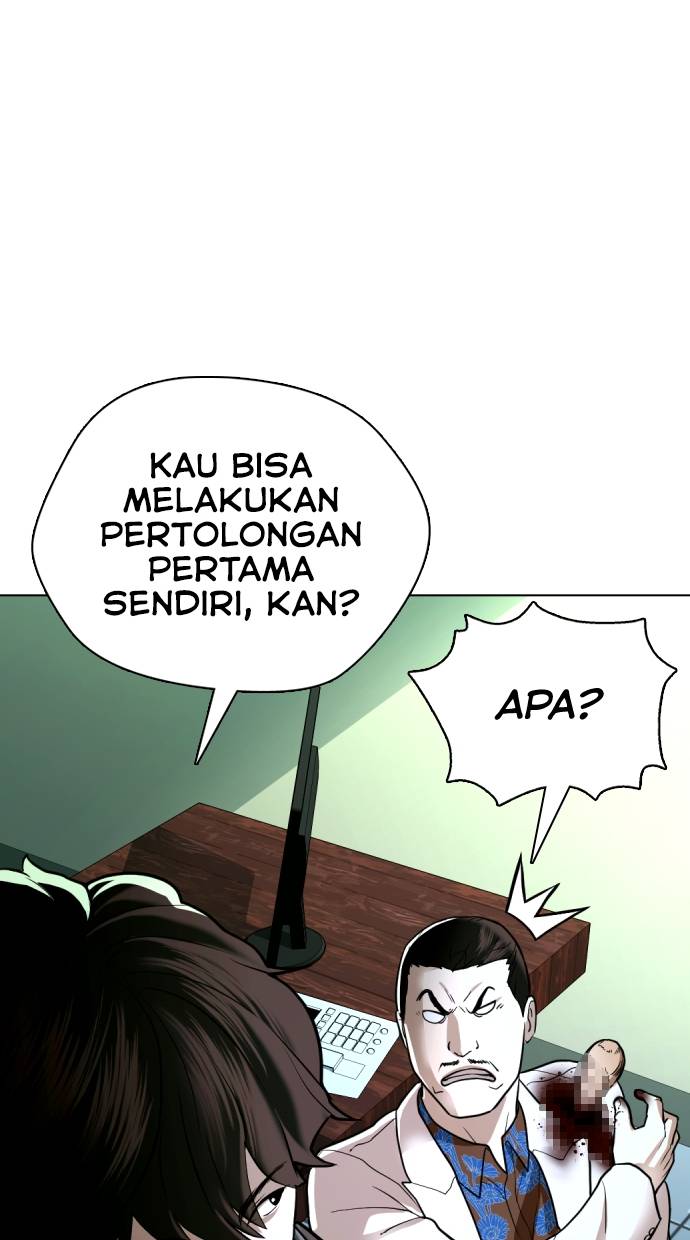 KAU BISA
MELAKUKAN
PERTOLONGAN
PERTAMA
SENDIRI, KAN?
APA?